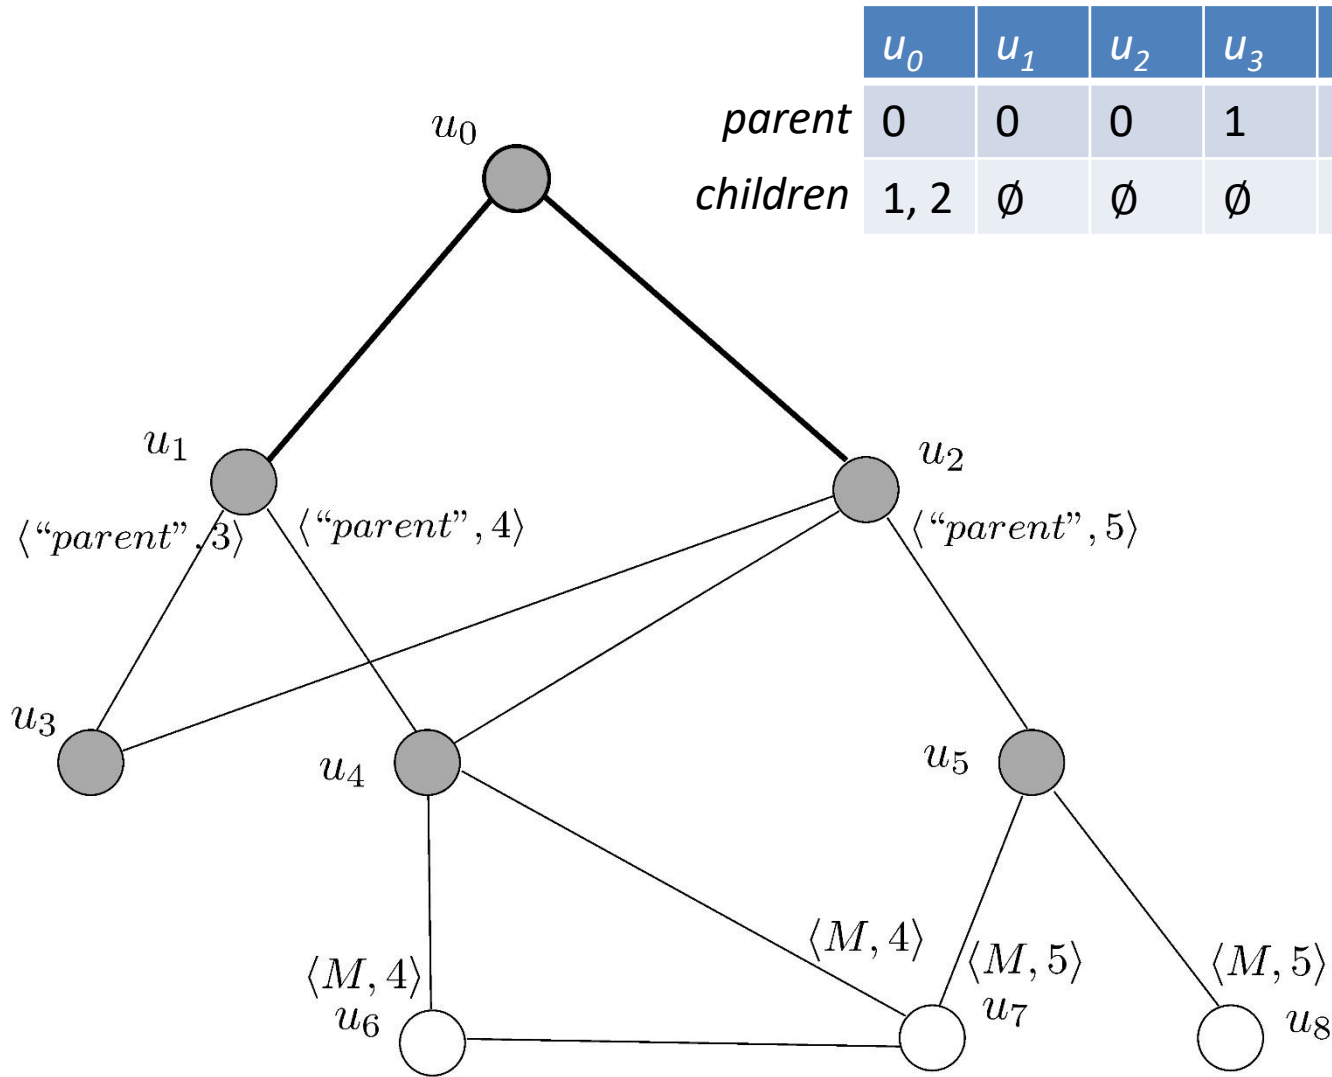 u₀ u₁ u₂ u₃
parent 0 0 0 1
children 1, 2 ∅ ∅ ∅
u₀
u₁
u₂
⟨“parent”, 3⟩ ⟨“parent”, 4⟩ ⟨“parent”, 5⟩
u₃
u₄
u₅
⟨M, 4⟩ ⟨M, 4⟩ ⟨M, 5⟩ ⟨M, 5⟩
u₆ u₇ u₈